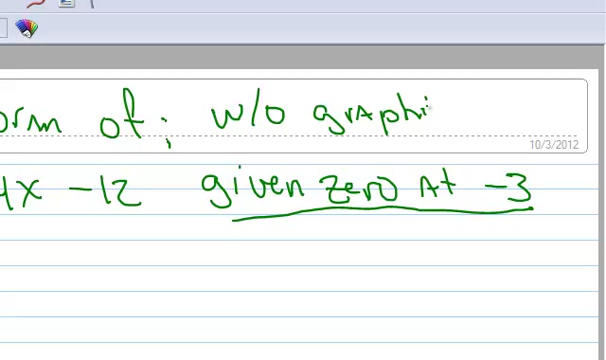 orm of; w/o graphi
10/3/2012
4x -12 given zero At -3